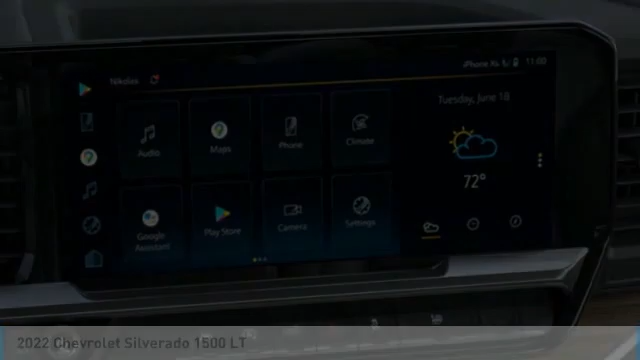 Nikolas
iPhone Xs 11:00
Tuesday, June 18
Audio
Maps
Phone
Climate
72°
Google
Assistant
Play Store
Camera
Settings
2022 Chevrolet Silverado 1500 LT